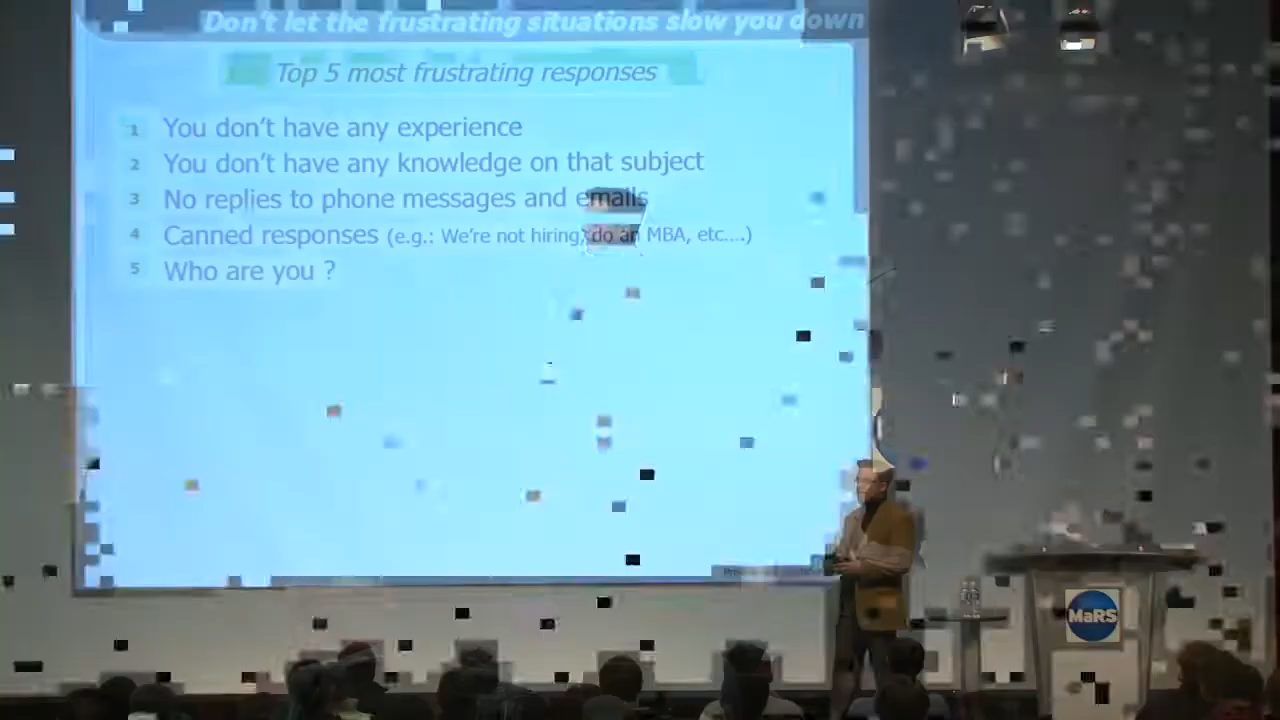 Don't let the frustrating situations slow you down
Top 5 most frustrating responses
1 You don't have any experience
2 You don't have any knowledge on that subject
3 No replies to phone messages and emails
4 Canned responses (e.g.: We're not hiring, do an MBA, etc....)
5 Who are you ?
MaRS